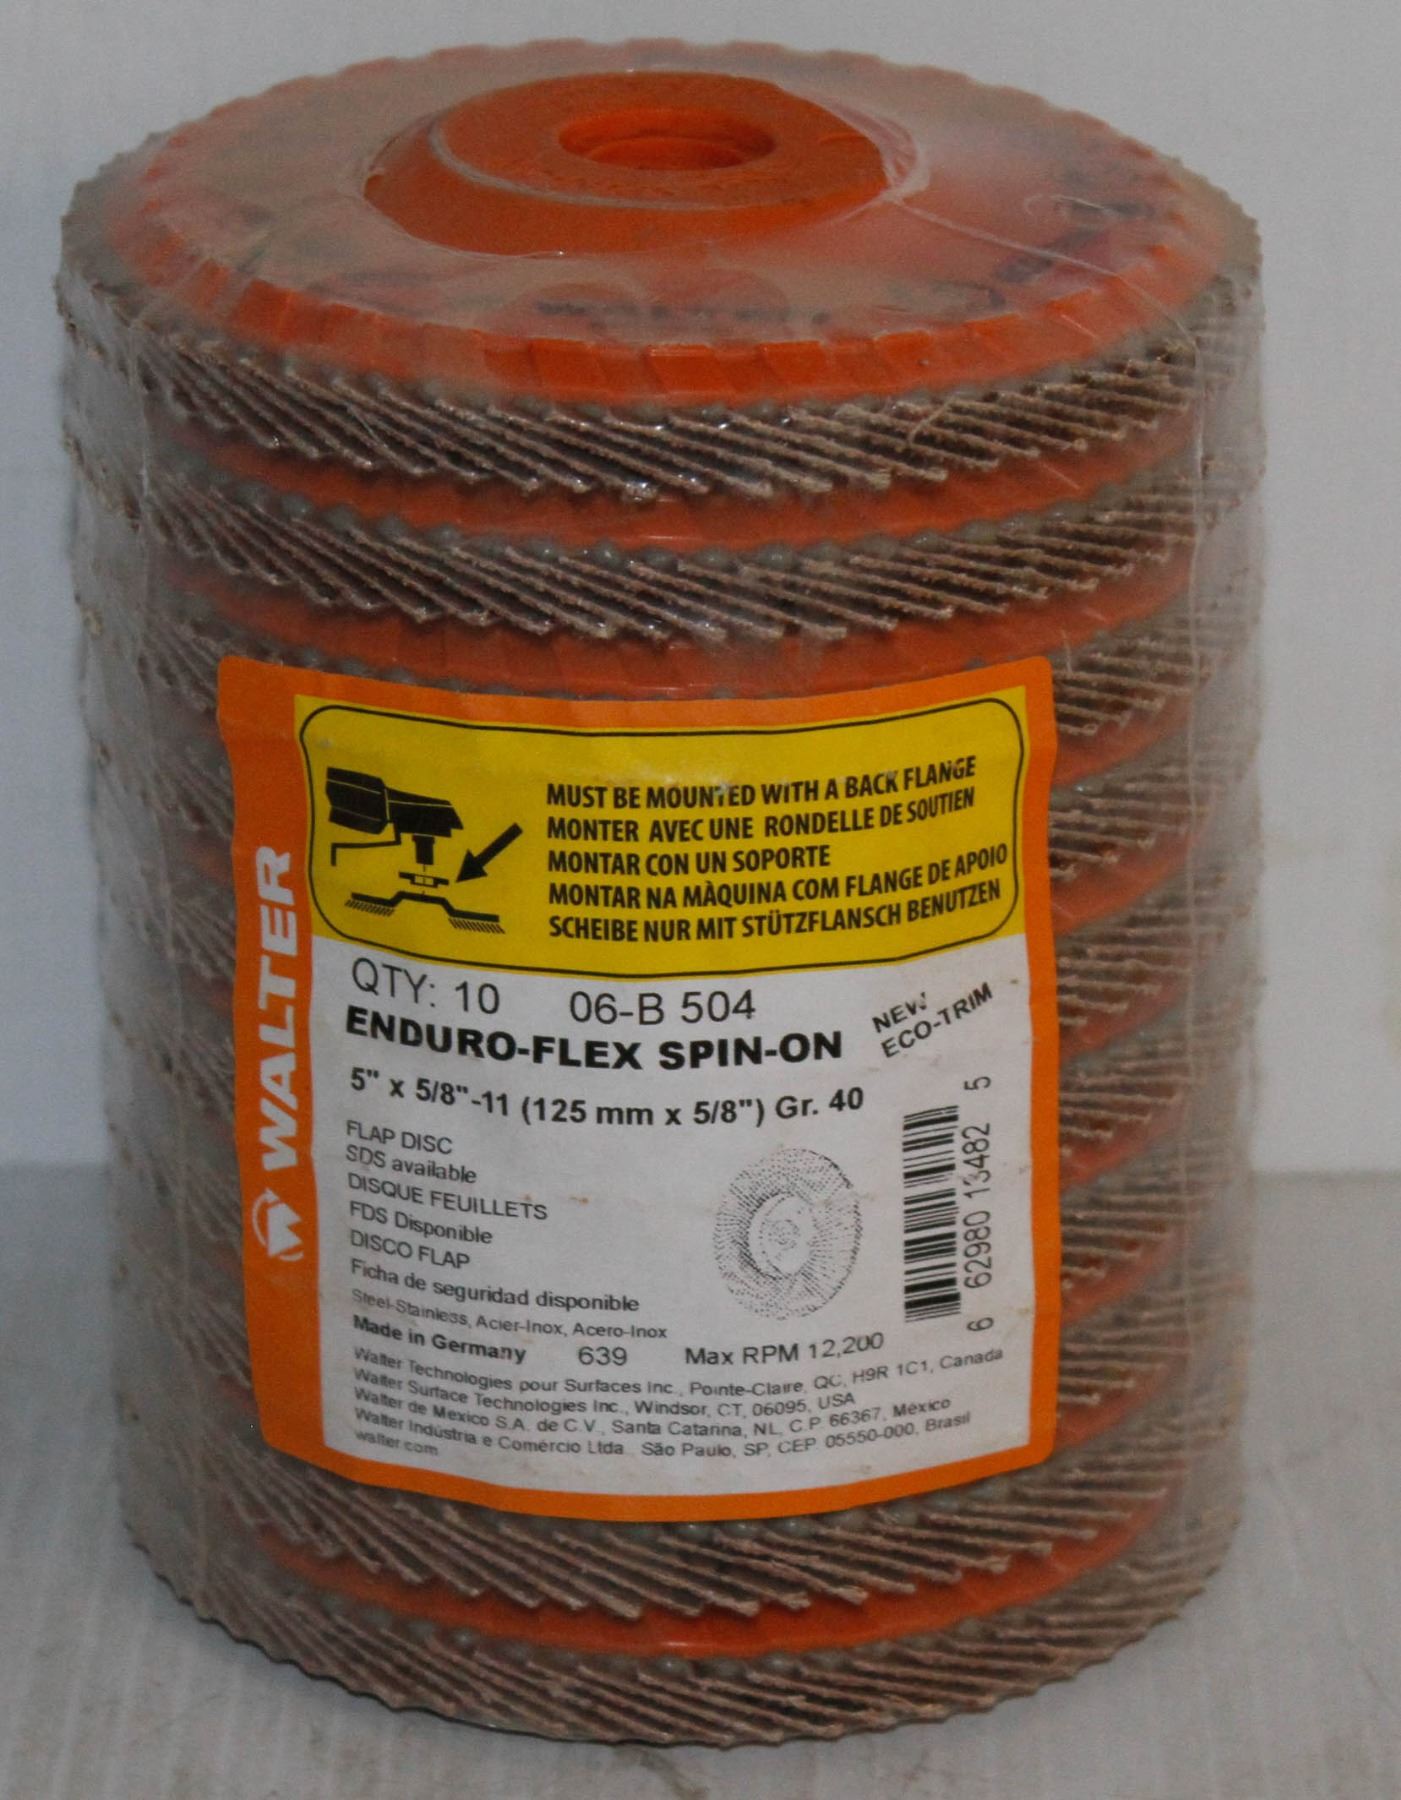 MUST BE MOUNTED WITH A BACK FLANGE
MONTER AVEC UNE RONDELLE DE SOUTIEN
MONTAR CON UN SOPORTE
MONTAR NA MÀQUINA COM FLANGE DE APOIO
SCHEIBE NUR MIT STÜTZFLANSCH BENUTZEN
WALTER
QTY: 10 06-B 504
ENDURO-FLEX SPIN-ON
NEW
ECO-TRIM
5" x 5/8"-11 (125 mm x 5/8") Gr. 40
FLAP DISC
SDS available
DISQUE FEUILLETS
FDS Disponible
DISCO FLAP
Ficha de seguridad disponible
Steel-Stainless, Acier-Inox, Acero-Inox
Made in Germany 639 Max RPM 12,200
6 62980 13482 5
Walter Technologies pour Surfaces Inc., Pointe-Claire, QC, H9R 1C1, Canada
Walter Surface Technologies Inc., Windsor, CT, 06095, USA
Walter de Mexico S.A. de C.V., Santa Catarina, NL, C.P 66367, México
Walter Indústria e Comércio Ltda. São Paulo, SP, CEP 05550-000, Brasil
walter.com